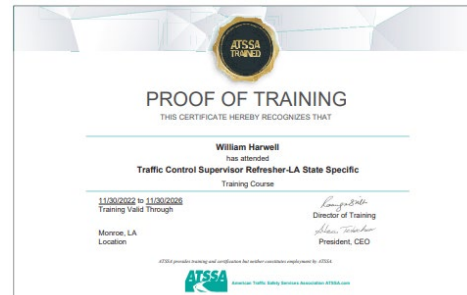 ATSSA
TRAINED
PROOF OF TRAINING
THIS CERTIFICATE HEREBY RECOGNIZES THAT
William Harwell
has attended
Traffic Control Supervisor Refresher-LA State Specific
Training Course
11/30/2022 to 11/30/2026
Training Valid Through
Director of Training
Monroe, LA
Location
President, CEO
ATSSA provides training and certification but neither constitutes employment by ATSSA.
ATSSA American Traffic Safety Services Association ATSSA.com